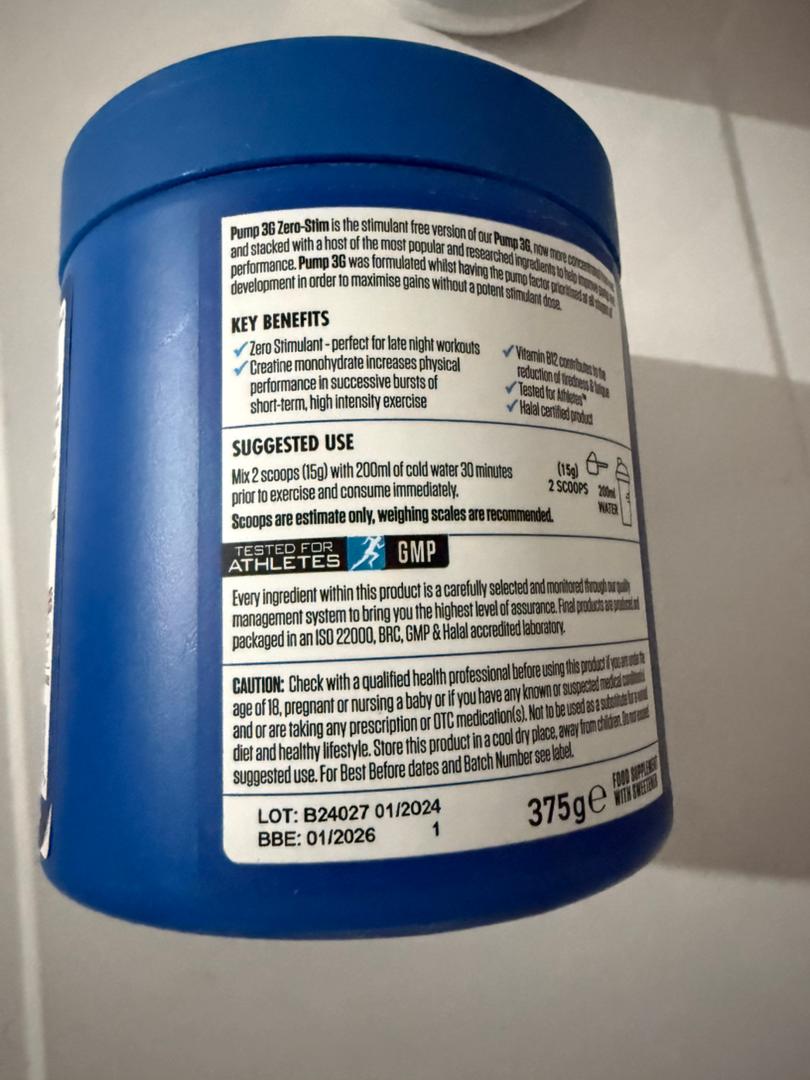 Pump 3G Zero-Stim is the stimulant free version of our Pump 3G, now more concentrated
and stacked with a host of the most popular and researched ingredients to help improve
performance. Pump 3G was formulated whilst having the pump factor prioritised at all stages of
development in order to maximise gains without a potent stimulant dose.
KEY BENEFITS
Zero Stimulant - perfect for late night workouts
Creatine monohydrate increases physical
performance in successive bursts of
short-term, high intensity exercise
Vitamin B12 contributes to the
reduction of tiredness & fatigue
Tested for Athletes™
Halal certified product
SUGGESTED USE
Mix 2 scoops (15g) with 200ml of cold water 30 minutes
prior to exercise and consume immediately.
Scoops are estimate only, weighing scales are recommended.
(15g)
2 SCOOPS
200ml
WATER
TESTED FOR
ATHLETES
GMP
Every ingredient within this product is a carefully selected and monitored through our quality
management system to bring you the highest level of assurance. Final products are produced and
packaged in an ISO 22000, BRC, GMP & Halal accredited laboratory.
CAUTION: Check with a qualified health professional before using this product if you are under the
age of 18, pregnant or nursing a baby or if you have any known or suspected medical condition(s)
and or are taking any prescription or OTC medication(s). Not to be used as a substitute for a varied
diet and healthy lifestyle. Store this product in a cool dry place, away from children. Do not exceed
suggested use. For Best Before dates and Batch Number see label.
LOT: B24027 01/2024
BBE: 01/2026 1
375g e
FOOD SUPPLEMENT
WITH SWEETENER